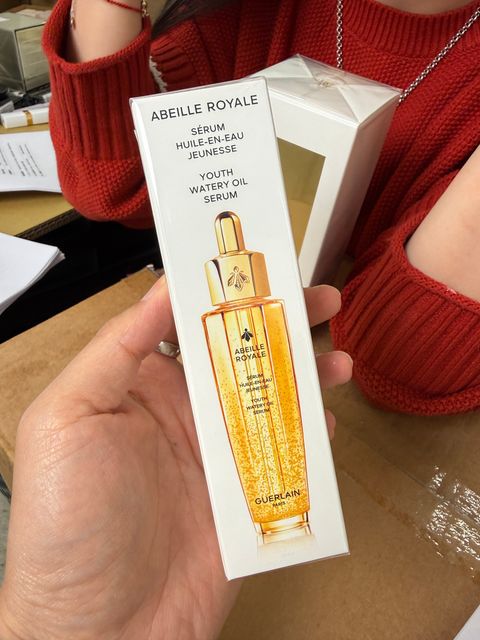 ABEILLE ROYALE
SÉRUM
HUILE-EN-EAU
JEUNESSE
YOUTH
WATERY OIL
SERUM
ABEILLE
ROYALE
SÉRUM
HUILE-EN-EAU
JEUNESSE
YOUTH
WATERY OIL
SERUM
GUERLAIN
PARIS